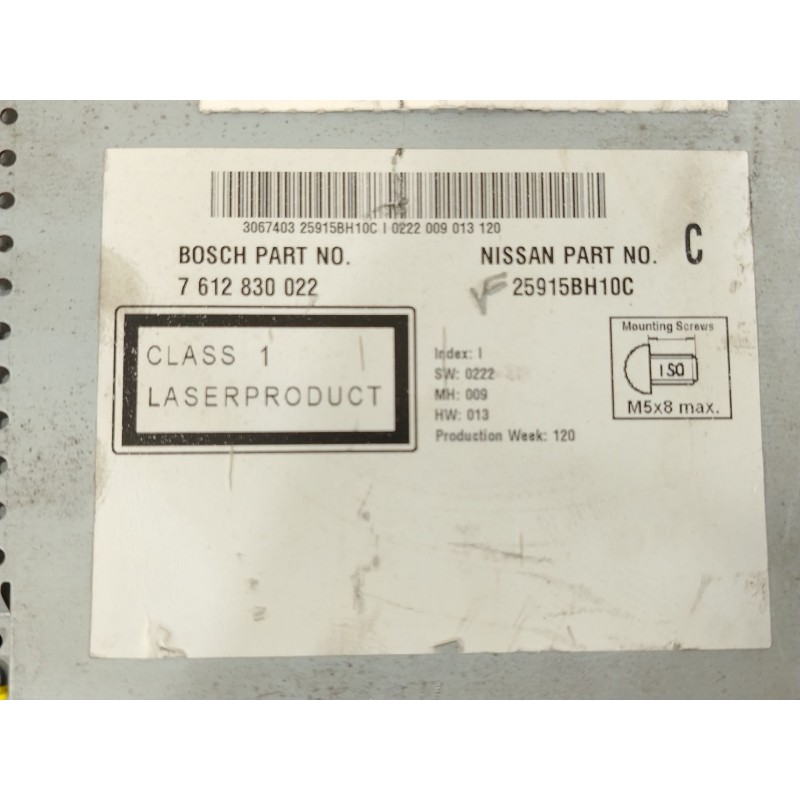 3067403 25915BH10C I 0222 009 013 120
BOSCH PART NO.
7 612 830 022
NISSAN PART NO. C
25915BH10C
CLASS 1
LASERPRODUCT
Index: I
SW: 0222
MH: 009
HW: 013
Production Week: 120
Mounting Screws
ISO
M5x8 max.